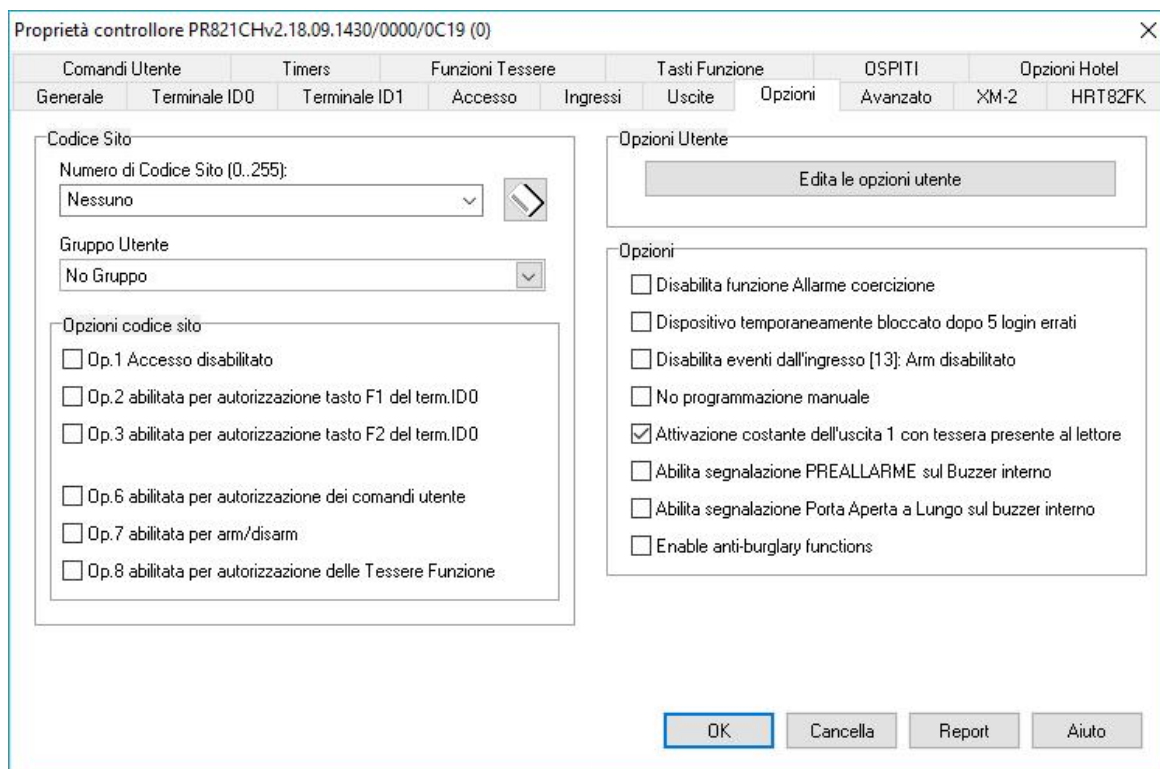 Proprietà controllore PR821CHv2.18.09.1430/0000/0C19 (0)
Comandi Utente Timers Funzioni Tessere Tasti Funzione OSPITI Opzioni Hotel
Generale Terminale ID0 Terminale ID1 Accesso Ingressi Uscite Opzioni Avanzato XM-2 HRT82FK
Codice Sito
Numero di Codice Sito (0..255):
Nessuno
Gruppo Utente
No Gruppo
Opzioni codice sito
Op.1 Accesso disabilitato
Op.2 abilitata per autorizzazione tasto F1 del term.ID0
Op.3 abilitata per autorizzazione tasto F2 del term.ID0
Op.6 abilitata per autorizzazione dei comandi utente
Op.7 abilitata per arm/disarm
Op.8 abilitata per autorizzazione delle Tessere Funzione
Opzioni Utente
Edita le opzioni utente
Opzioni
Disabilita funzione Allarme coercizione
Dispositivo temporaneamente bloccato dopo 5 login errati
Disabilita eventi dall'ingresso [13]: Arm disabilitato
No programmazione manuale
Attivazione costante dell'uscita 1 con tessera presente al lettore
Abilita segnalazione PREALLARME sul Buzzer interno
Abilita segnalazione Porta Aperta a Lungo sul buzzer interno
Enable anti-burglary functions
OK Cancella Report Aiuto